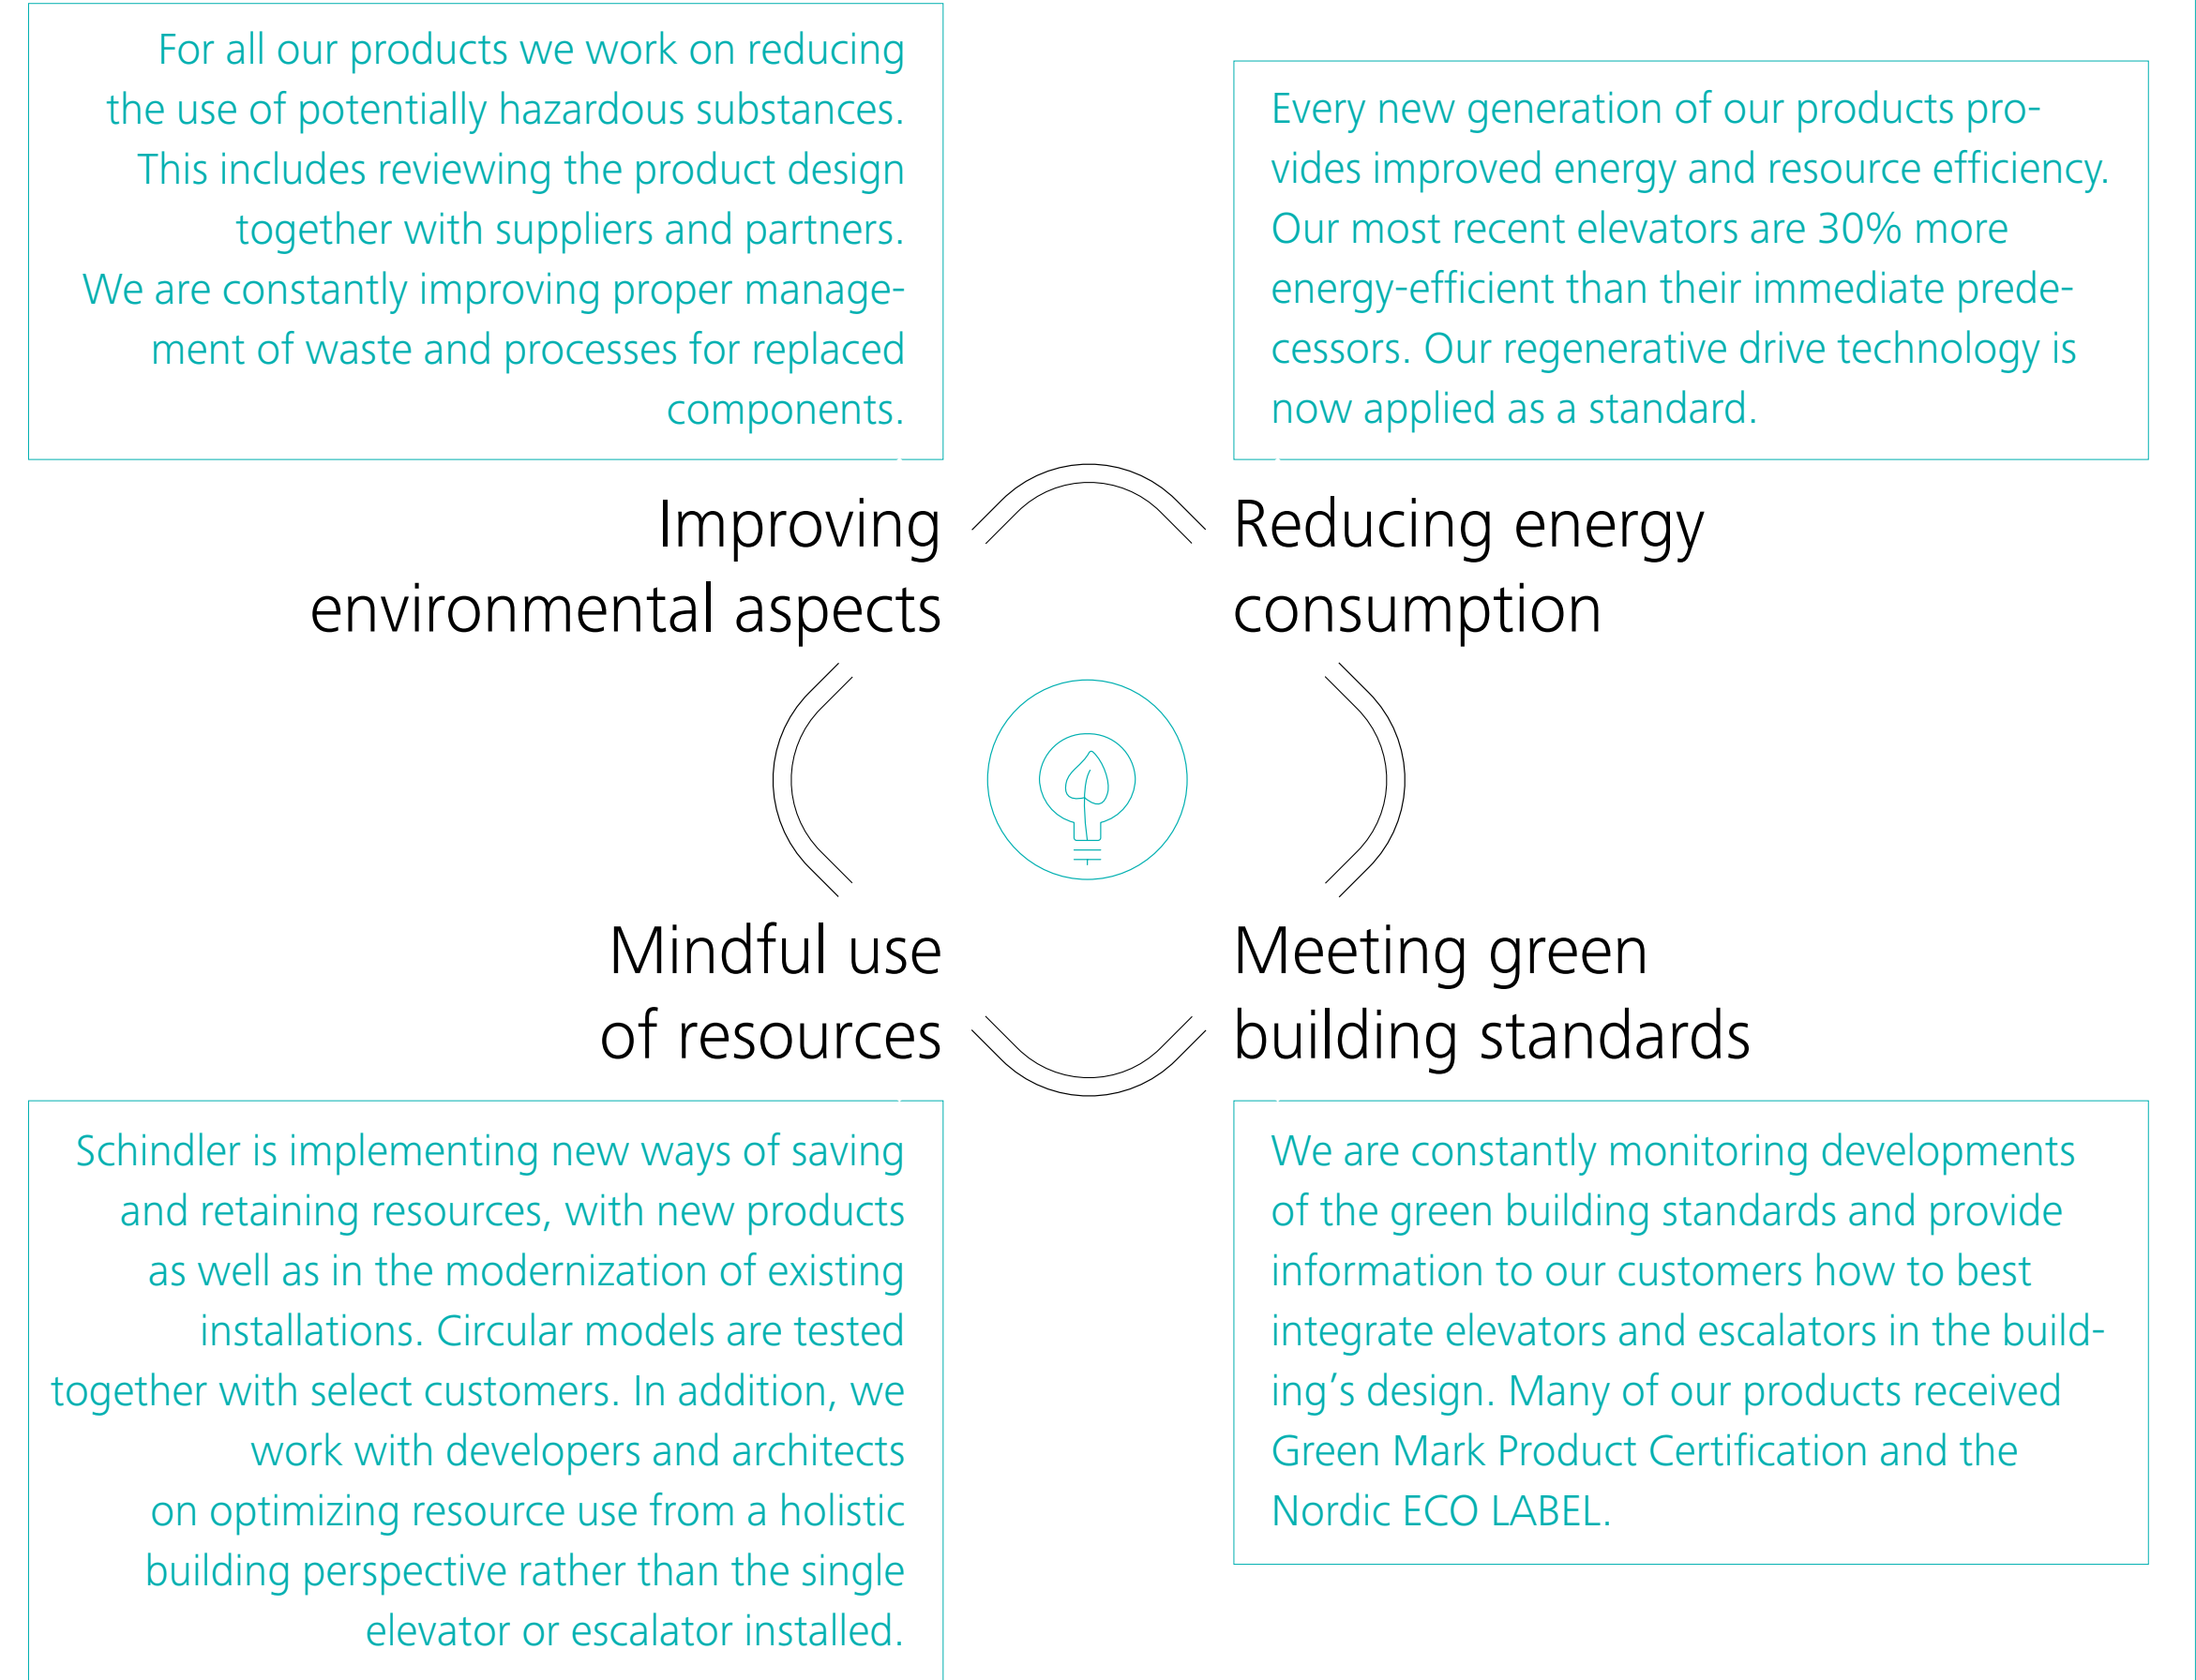 For all our products we work on reducing
the use of potentially hazardous substances.
This includes reviewing the product design
together with suppliers and partners.
We are constantly improving proper manage-
ment of waste and processes for replaced
components.
Every new generation of our products pro-
vides improved energy and resource efficiency.
Our most recent elevators are 30% more
energy-efficient than their immediate prede-
cessors. Our regenerative drive technology is
now applied as a standard.
Improving
environmental aspects
Reducing energy
consumption
Mindful use
of resources
Meeting green
building standards
Schindler is implementing new ways of saving
and retaining resources, with new products
as well as in the modernization of existing
installations. Circular models are tested
together with select customers. In addition, we
work with developers and architects
on optimizing resource use from a holistic
building perspective rather than the single
elevator or escalator installed.
We are constantly monitoring developments
of the green building standards and provide
information to our customers how to best
integrate elevators and escalators in the build-
ing’s design. Many of our products received
Green Mark Product Certification and the
Nordic ECO LABEL.